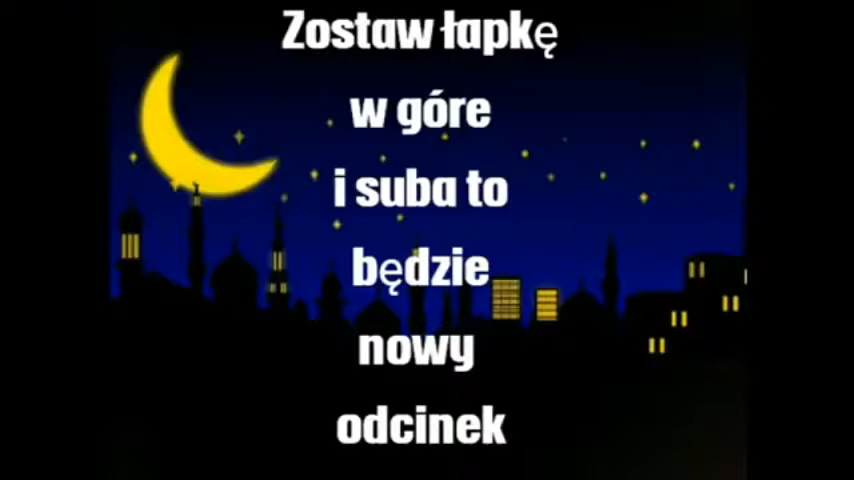 Zostaw łapkę
w góre
i suba to
będzie
nowy
odcinek